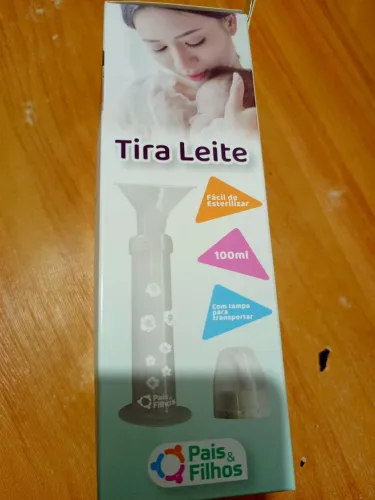 Tira Leite
Fácil de
Esterilizar
100ml
Com tampa
para
transportar
Pais &
Filhos
Pais &
Filhos